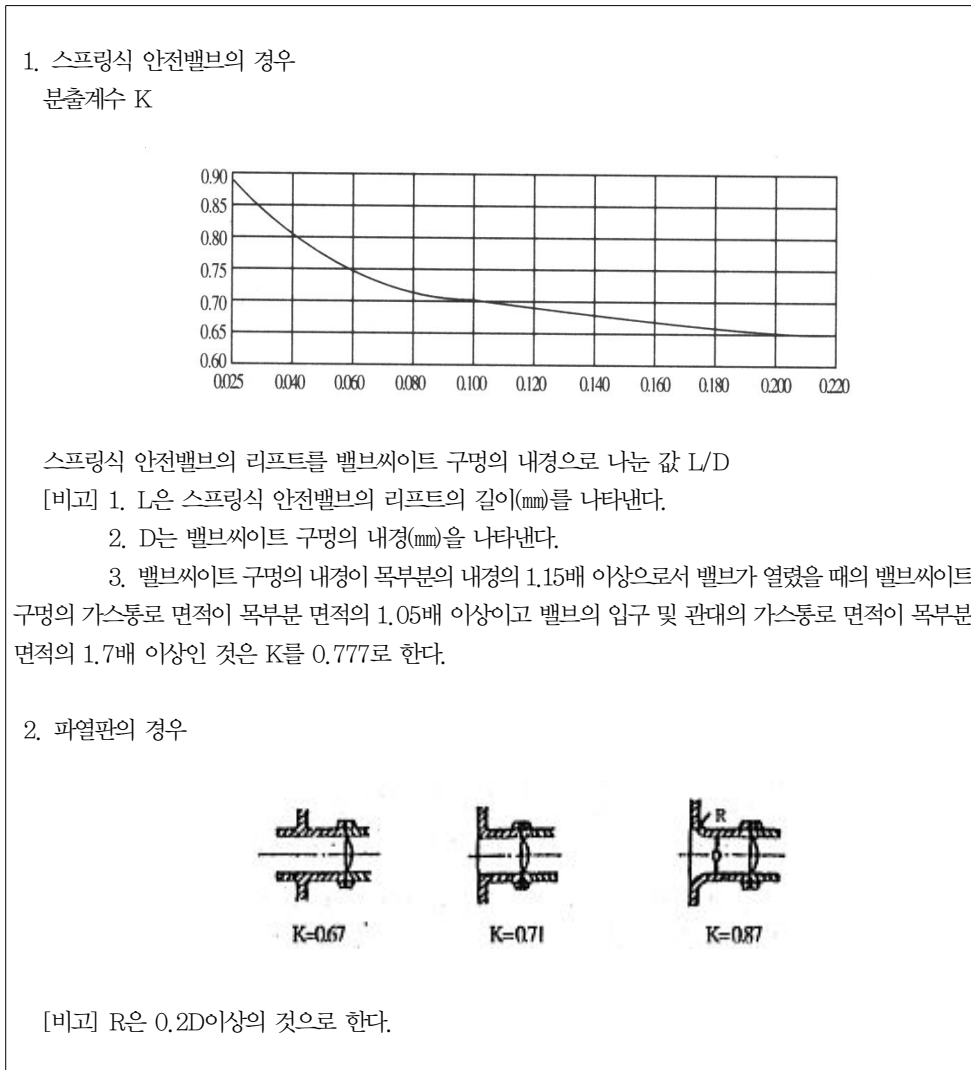 1. 스프링식 안전밸브의 경우
분출계수 K
0.90
0.85
0.80
0.75
0.70
0.65
0.60
0.025 0.040 0.060 0.080 0.100 0.120 0.140 0.160 0.180 0.200 0.220
스프링식 안전밸브의 리프트를 밸브씨이트 구멍의 내경으로 나눈 값 L/D
[비고] 1. L은 스프링식 안전밸브의 리프트의 길이(㎜)를 나타낸다.
2. D는 밸브씨이트 구멍의 내경(㎜)을 나타낸다.
3. 밸브씨이트 구멍의 내경이 목부분의 내경의 1.15배 이상으로서 밸브가 열렸을 때의 밸브씨이트
구멍의 가스통로 면적이 목부분 면적의 1.05배 이상이고 밸브의 입구 및 관대의 가스통로 면적이 목부분
면적의 1.7배 이상인 것은 K를 0.777로 한다.
2. 파열판의 경우
R
D
K=0.67 K=0.71 K=0.87
[비고] R은 0.2D이상의 것으로 한다.